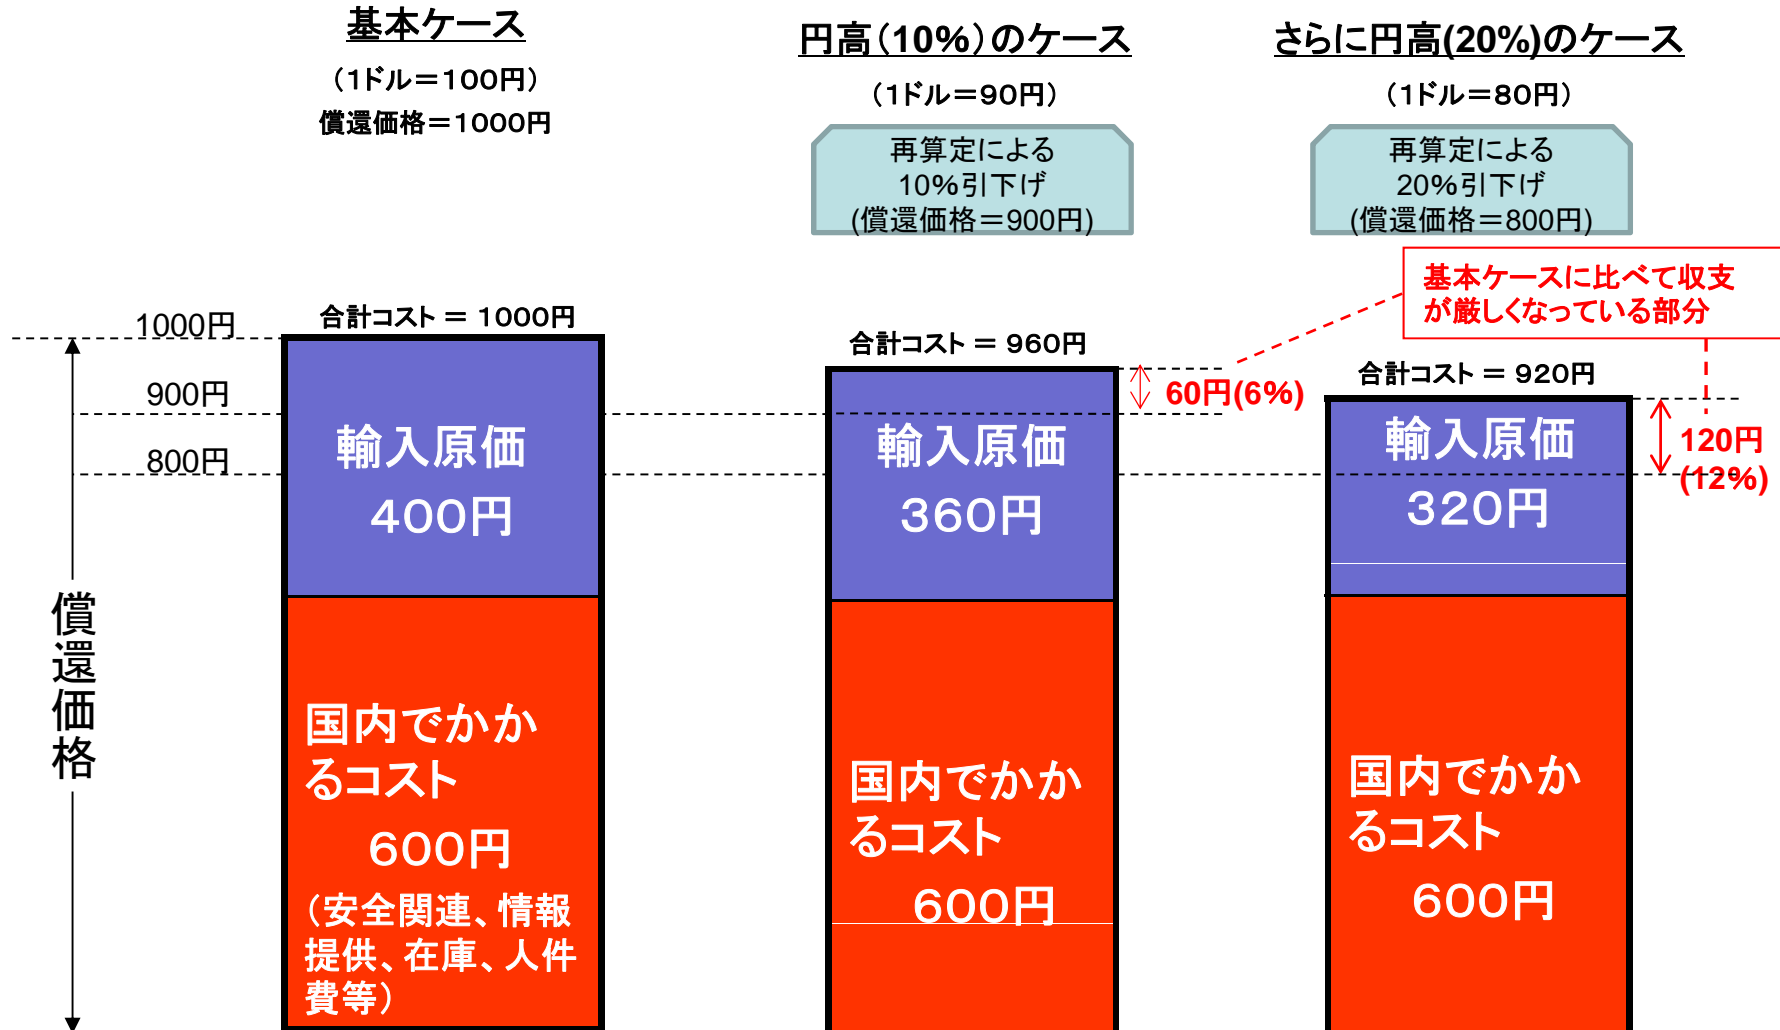 基本ケース
（1ドル＝100円）
償還価格＝1000円
円高（10%）のケース
（1ドル＝90円）
再算定による
10%引下げ
(償還価格＝900円)
さらに円高(20%)のケース
（1ドル＝80円）
再算定による
20%引下げ
(償還価格＝800円)
基本ケースに比べて収支
が厳しくなっている部分
1000円
900円
800円
償還価格
合計コスト ＝ 1000円
輸入原価
400円
国内でかか
るコスト
600円
（安全関連、情報
提供、在庫、人件
費等）
合計コスト ＝ 960円
60円(6%)
輸入原価
360円
国内でかか
るコスト
600円
合計コスト ＝ 920円
120円
(12%)
輸入原価
320円
国内でかか
るコスト
600円